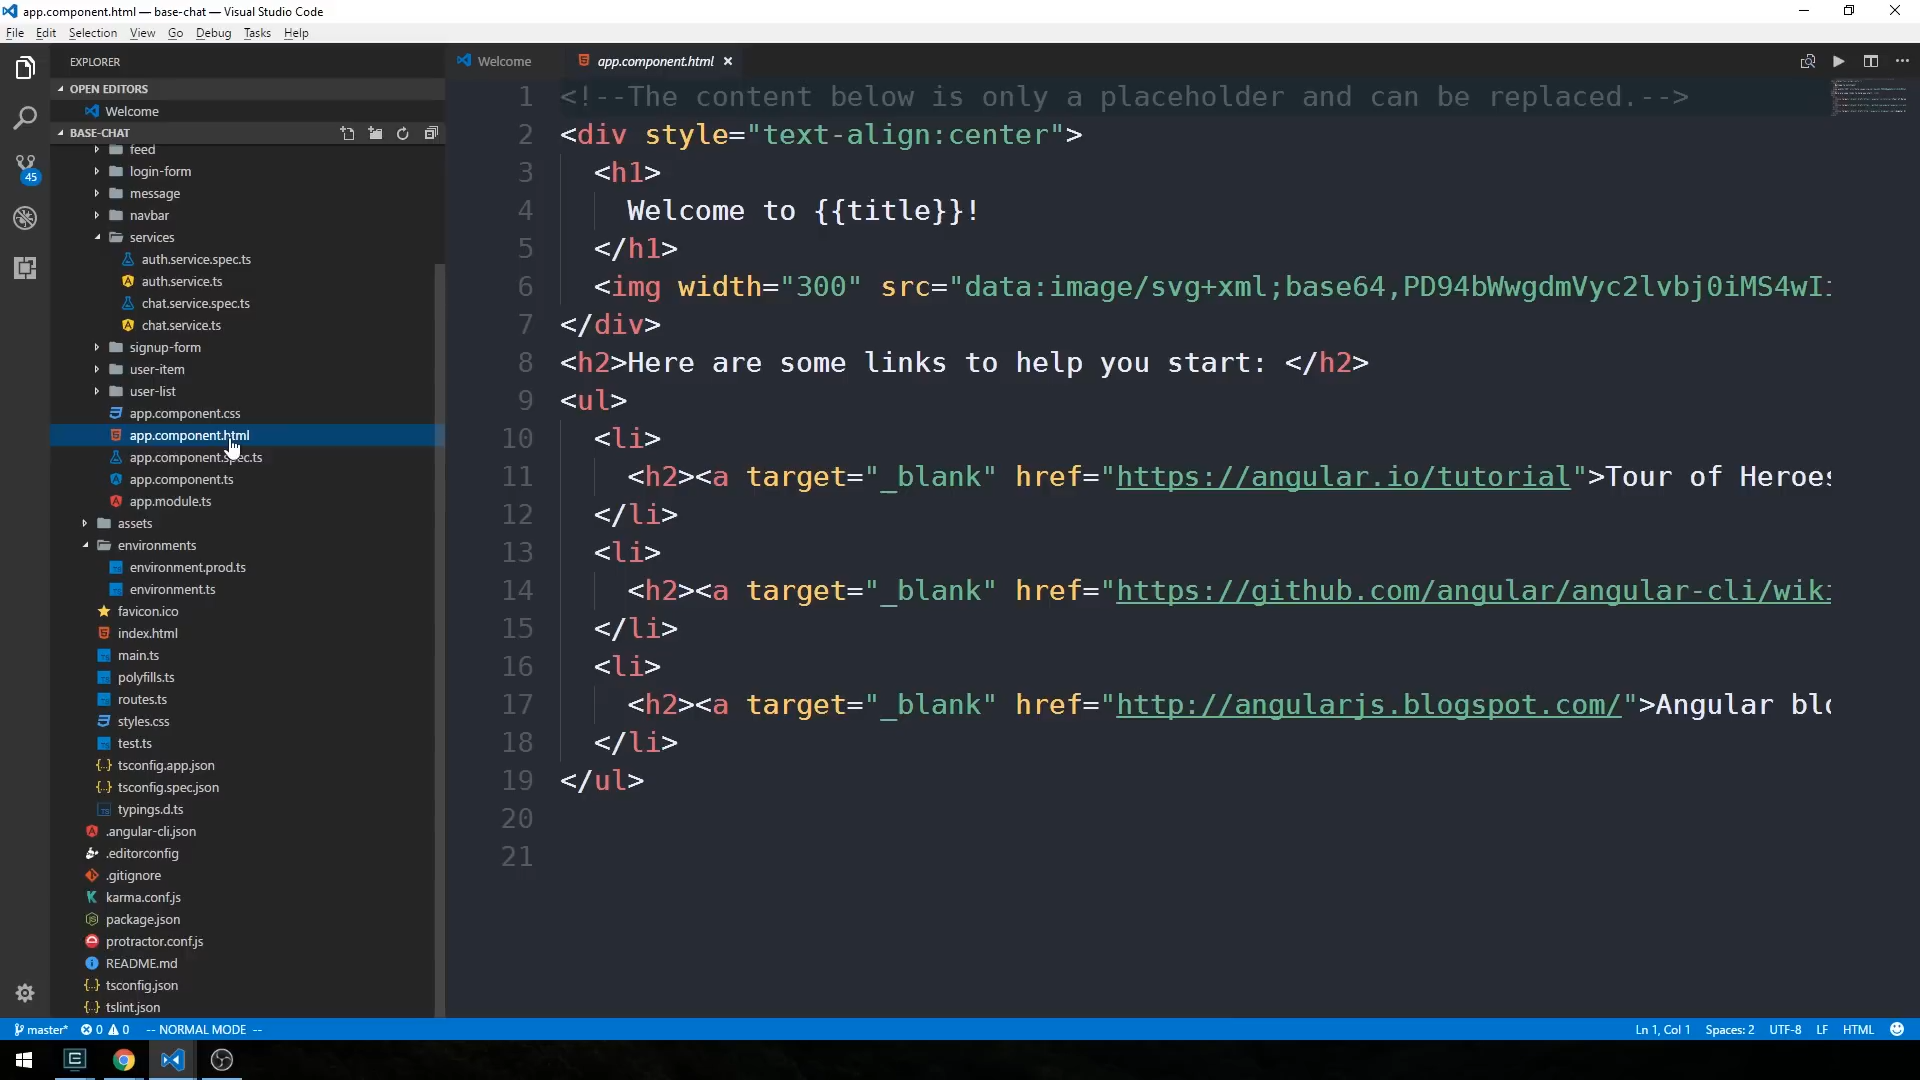 app.component.html — base-chat — Visual Studio Code
File Edit Selection View Go Debug Tasks Help
EXPLORER
OPEN EDITORS
Welcome
BASE-CHAT
feed
login-form
message
navbar
services
auth.service.spec.ts
auth.service.ts
chat.service.spec.ts
chat.service.ts
signup-form
user-item
user-list
app.component.css
app.component.html
app.component.spec.ts
app.component.ts
app.module.ts
assets
environments
environment.prod.ts
environment.ts
favicon.ico
index.html
main.ts
polyfills.ts
routes.ts
styles.css
test.ts
tsconfig.app.json
tsconfig.spec.json
typings.d.ts
.angular-cli.json
.editorconfig
.gitignore
karma.conf.js
package.json
protractor.conf.js
README.md
tsconfig.json
tslint.json
45
Welcome app.component.html
1 <!--The content below is only a placeholder and can be replaced.-->
2 <div style="text-align:center">
3 <h1>
4 Welcome to {{title}}!
5 </h1>
6 <img width="300" src="data:image/svg+xml;base64,PD94bWwgdmVyc2lvbj0iMS4wIi
7 </div>
8 <h2>Here are some links to help you start: </h2>
9 <ul>
10 <li>
11 <h2><a target="_blank" href="https://angular.io/tutorial">Tour of Heroes
12 </li>
13 <li>
14 <h2><a target="_blank" href="https://github.com/angular/angular-cli/wiki
15 </li>
16 <li>
17 <h2><a target="_blank" href="http://angularjs.blogspot.com/">Angular blo
18 </li>
19 </ul>
20
21
master* 0 0 -- NORMAL MODE -- Ln 1, Col 1 Spaces: 2 UTF-8 LF HTML